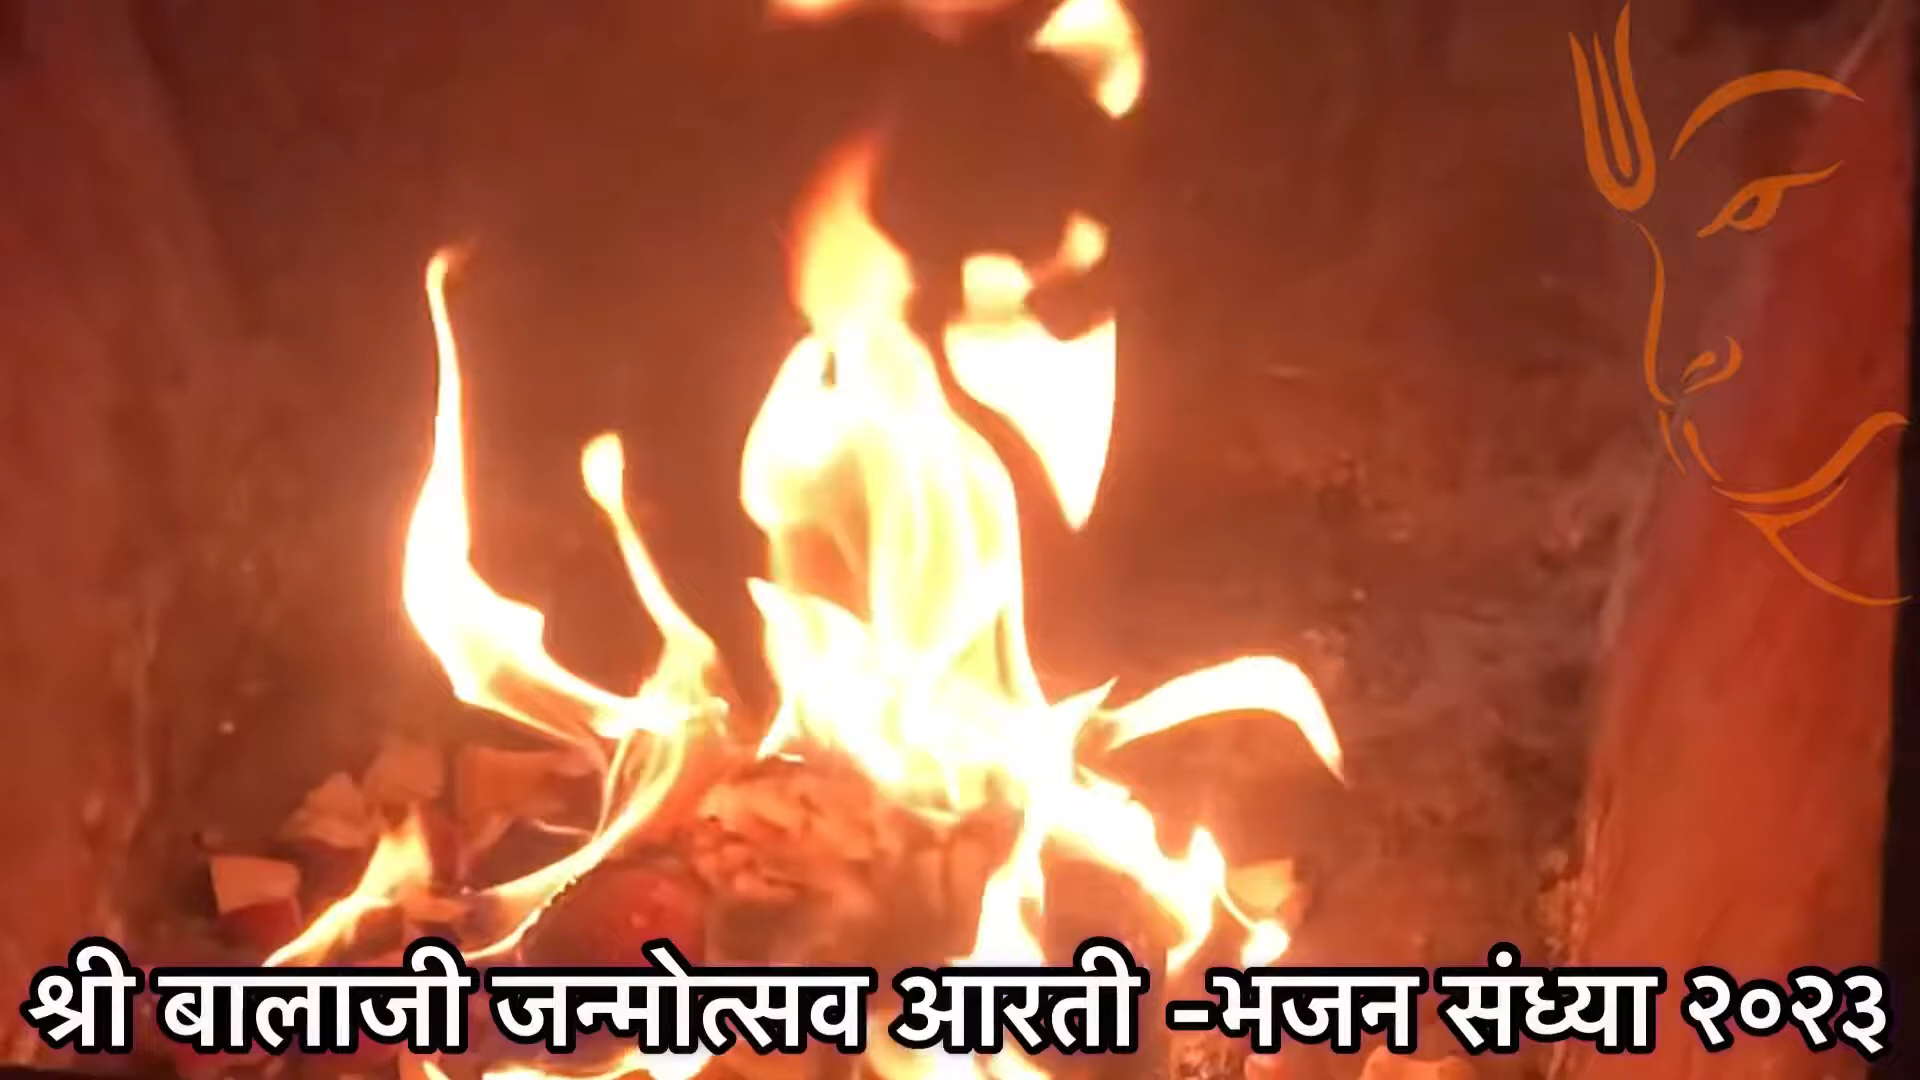 श्री बालाजी जन्मोत्सव आरती -भजन संध्या २०२३